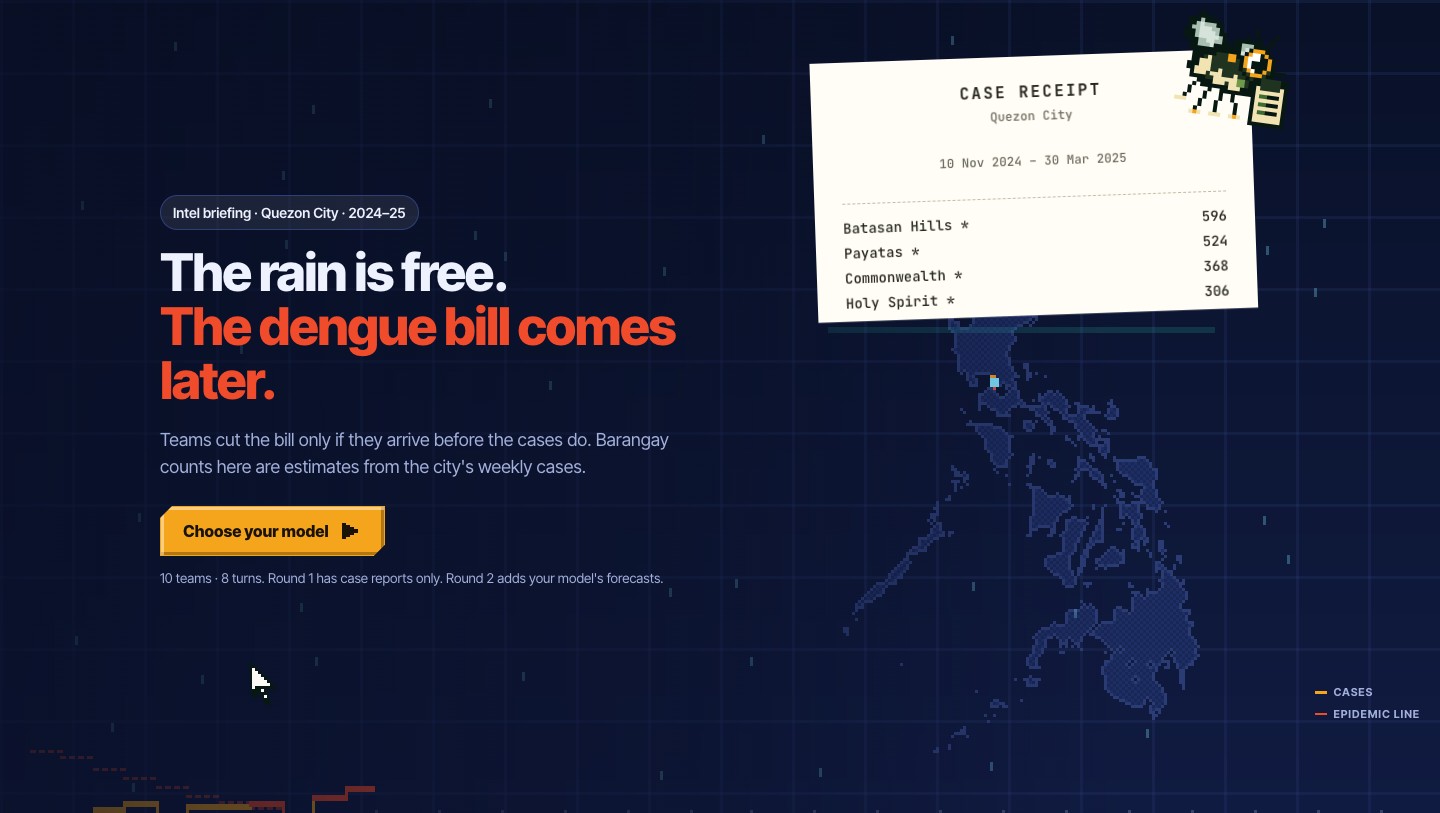 Intel briefing · Quezon City · 2024–25
The rain is free.
The dengue bill comes
later.
Teams cut the bill only if they arrive before the cases do. Barangay
counts here are estimates from the city's weekly cases.
Choose your model
10 teams · 8 turns. Round 1 has case reports only. Round 2 adds your model's forecasts.
CASE RECEIPT
Quezon City
10 Nov 2024 – 30 Mar 2025
Batasan Hills * 596
Payatas * 524
Commonwealth * 368
Holy Spirit * 306
CASES
EPIDEMIC LINE